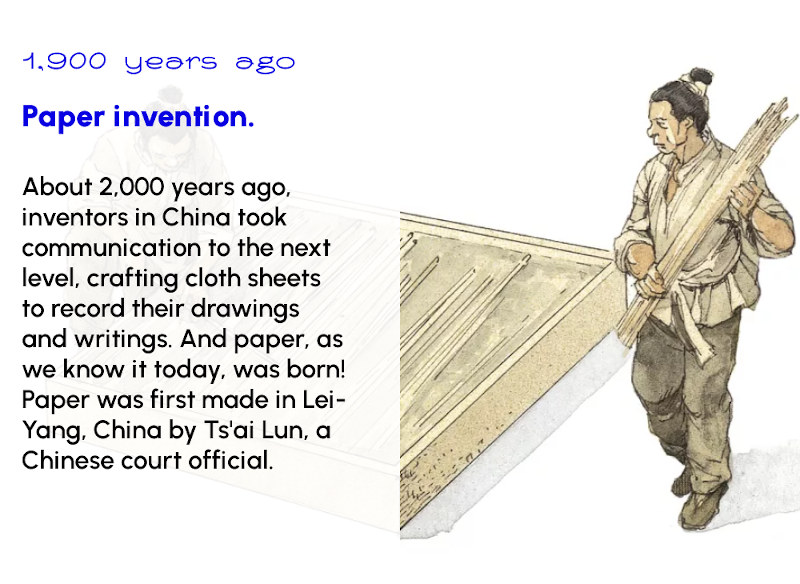 1,900 years ago
Paper invention.
About 2,000 years ago,
inventors in China took
communication to the next
level, crafting cloth sheets
to record their drawings
and writings. And paper, as
we know it today, was born!
Paper was first made in Lei-
Yang, China by Ts'ai Lun, a
Chinese court official.